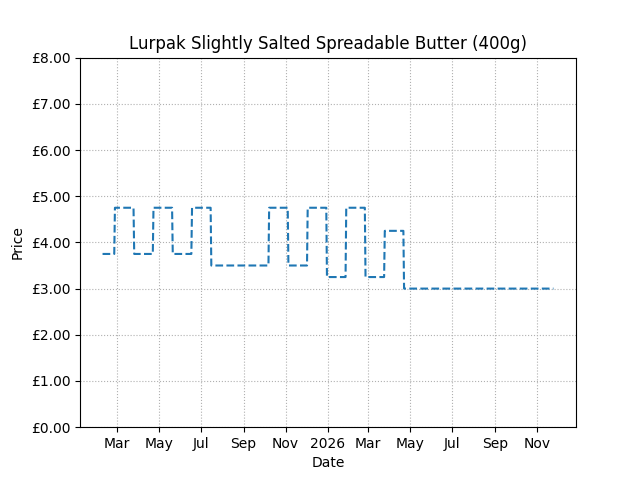 Lurpak Slightly Salted Spreadable Butter (400g)
£8.00
£7.00
£6.00
£5.00
£4.00
£3.00
£2.00
£1.00
£0.00
Price
Mar May Jul Sep Nov 2026 Mar May Jul Sep Nov
Date